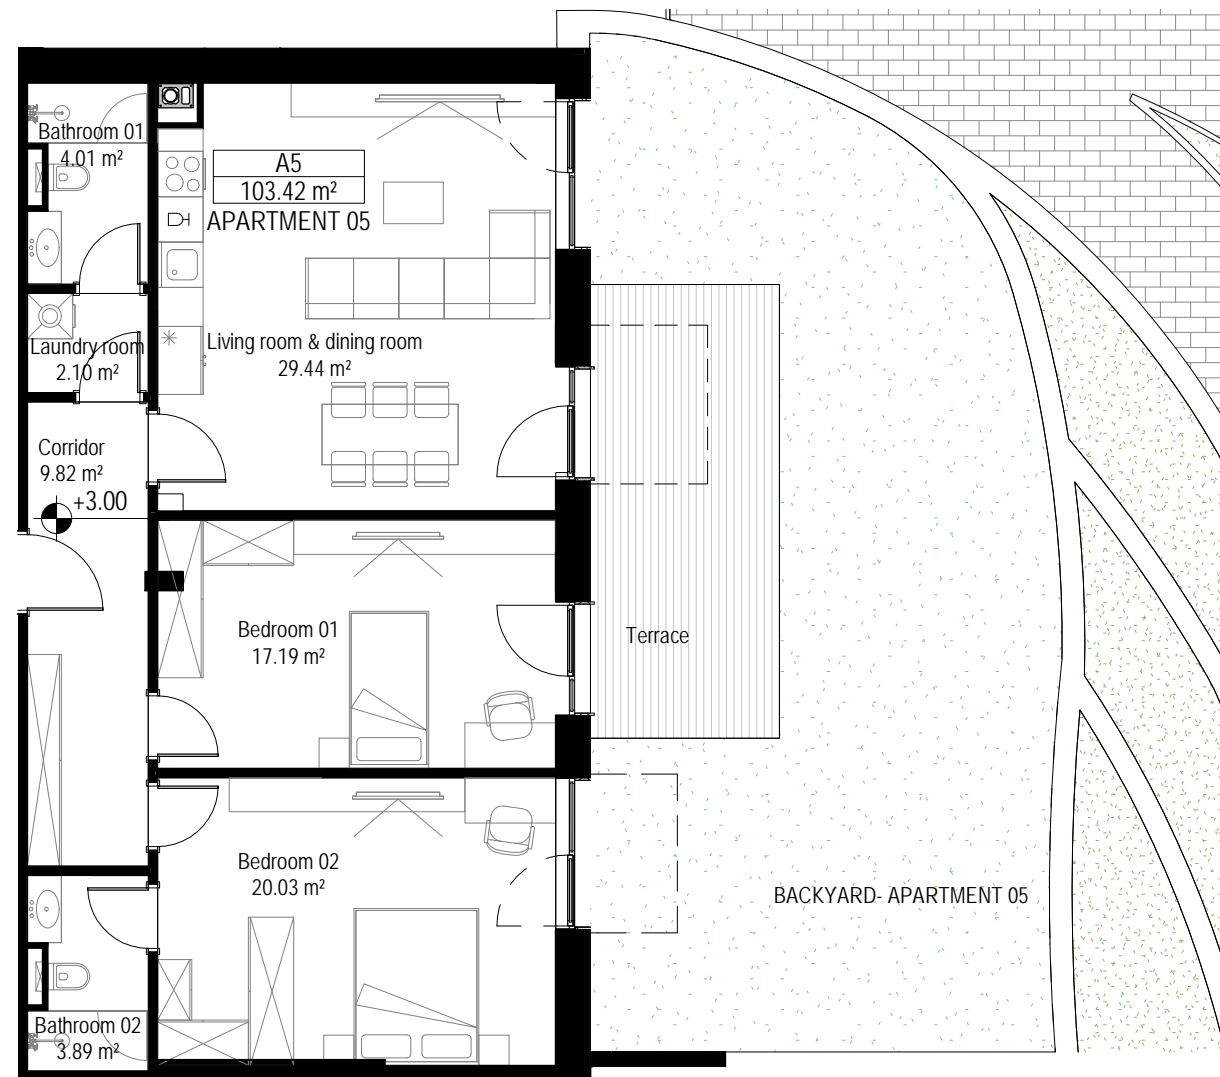 Bathroom 01
4.01 m²
A5
103.42 m²
APARTMENT 05
Laundry room
2.10 m²
Living room & dining room
29.44 m²
Corridor
9.82 m²
+3.00
Bedroom 01
17.19 m²
Terrace
Bedroom 02
20.03 m²
BACKYARD- APARTMENT 05
Bathroom 02
3.89 m²